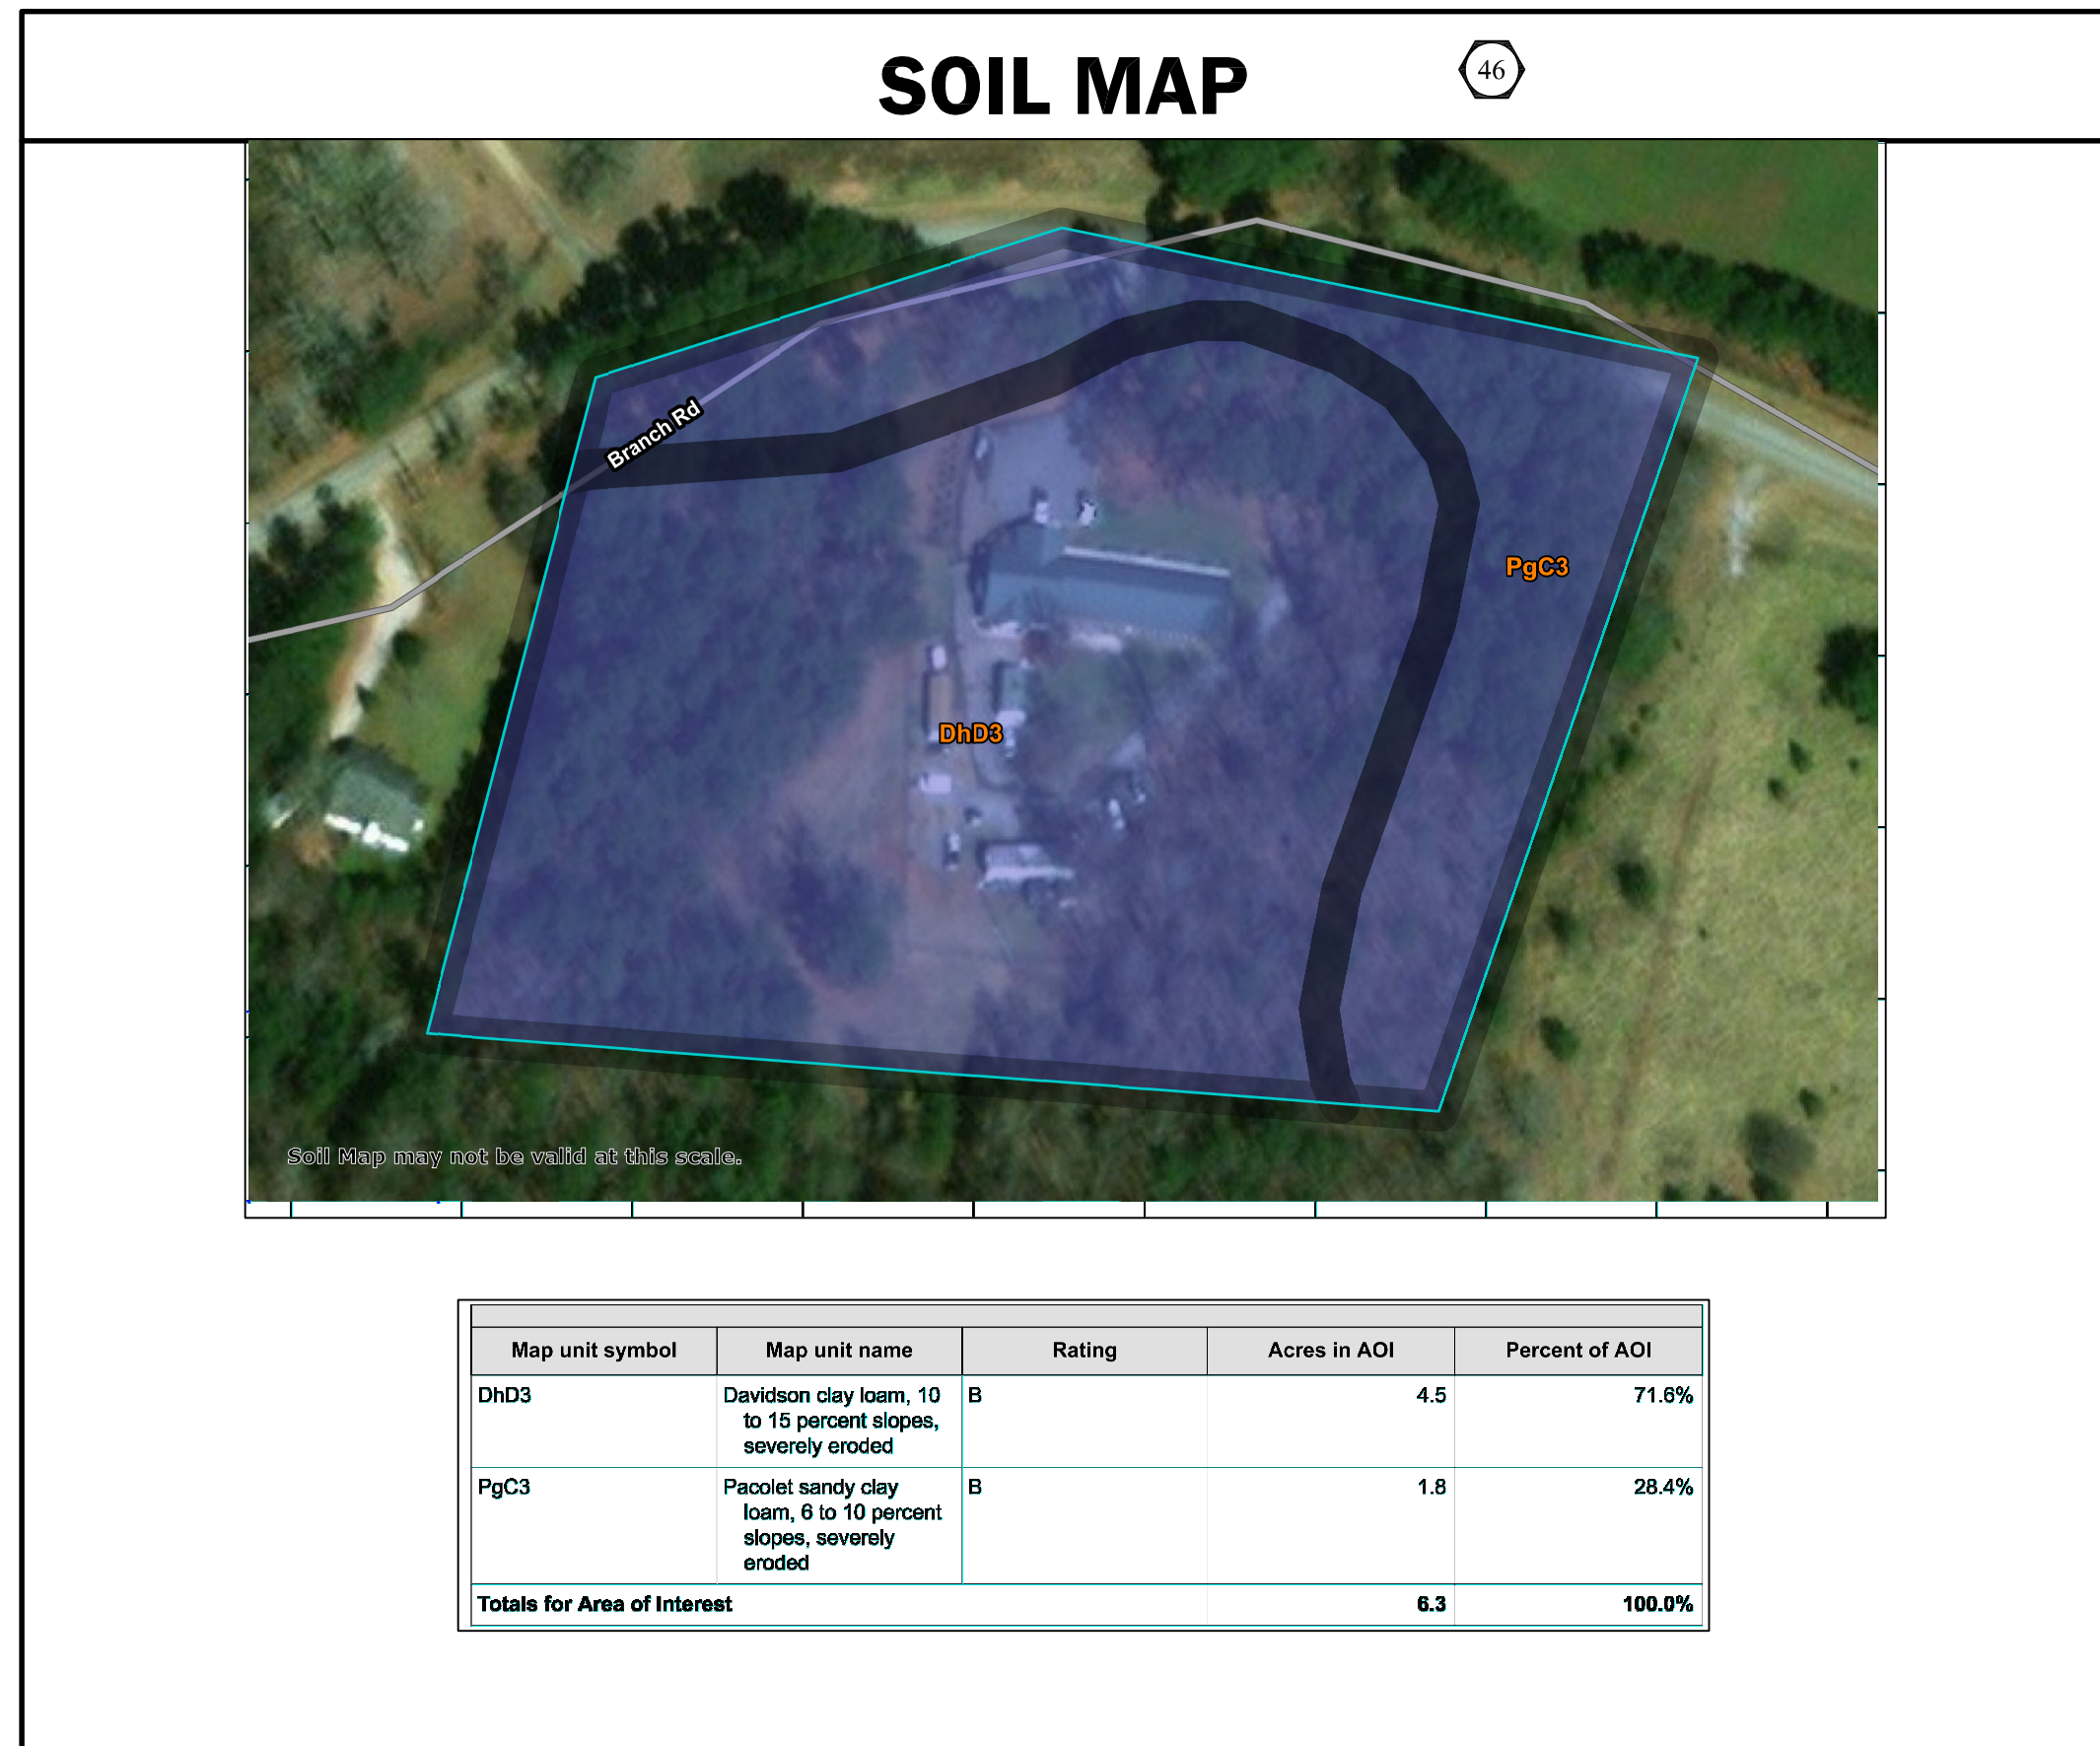 SOIL MAP
46
Branch Rd
PgC3
DhD3
Soil Map may not be valid at this scale.
Map unit symbol Map unit name Rating Acres in AOI Percent of AOI
DhD3 Davidson clay loam, 10 B 4.5 71.6%
to 15 percent slopes,
severely eroded
PgC3 Pacolet sandy clay B 1.8 28.4%
loam, 6 to 10 percent
slopes, severely
eroded
Totals for Area of Interest 6.3 100.0%